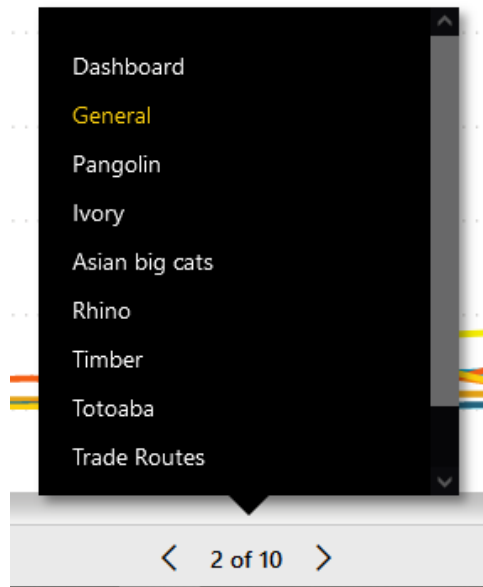 Dashboard
General
Pangolin
Ivory
Asian big cats
Rhino
Timber
Totoaba
Trade Routes
2 of 10